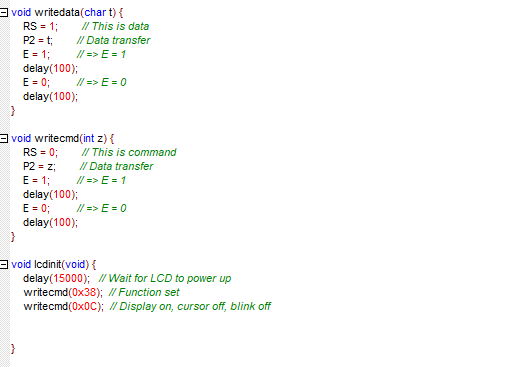 void writedata(char t) {
RS = 1; // This is data
P2 = t; // Data transfer
E = 1; // => E = 1
delay(100);
E = 0; // => E = 0
delay(100);
}
void writecmd(int z) {
RS = 0; // This is command
P2 = z; // Data transfer
E = 1; // => E = 1
delay(100);
E = 0; // => E = 0
delay(100);
}
void lcdinit(void) {
delay(15000); // Wait for LCD to power up
writecmd(0x38); // Function set
writecmd(0x0C); // Display on, cursor off, blink off
}